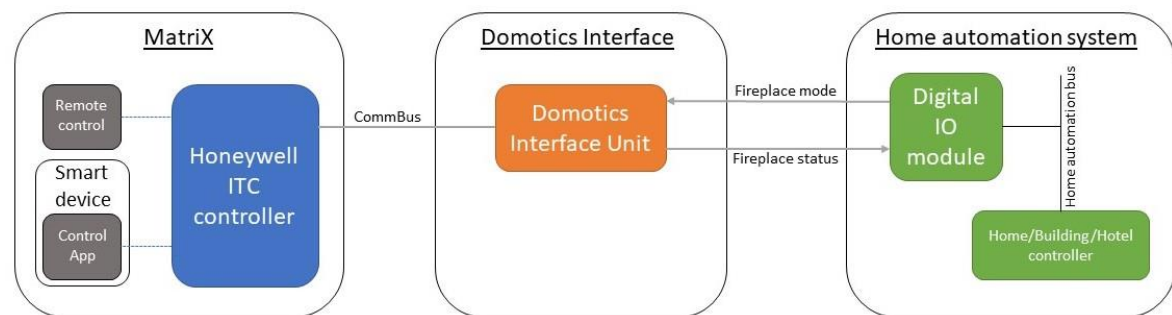 MatriX
Remote
control
Smart
device
Control
App
Honeywell
ITC
controller
CommBus
Domotics Interface
Domotics
Interface Unit
Fireplace mode
Fireplace status
Home automation system
Digital
IO
module
Home automation bus
Home/Building/Hotel
controller